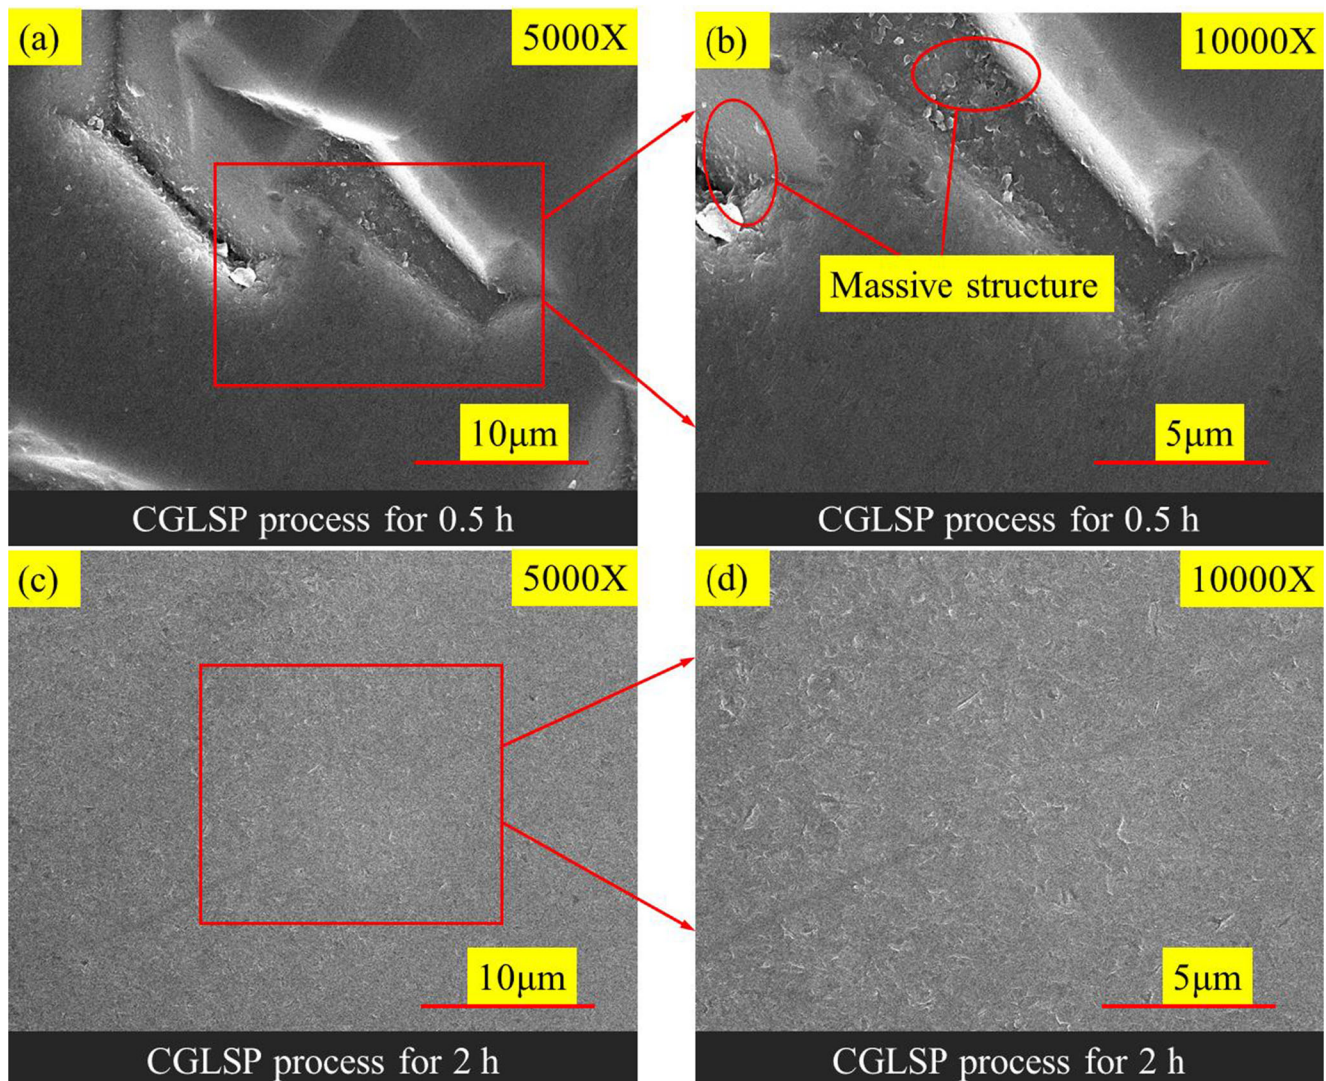 (a)
5000X
10μm
CGLSP process for 0.5 h
(b)
10000X
Massive structure
5μm
CGLSP process for 0.5 h
(c)
5000X
10μm
CGLSP process for 2 h
(d)
10000X
5μm
CGLSP process for 2 h